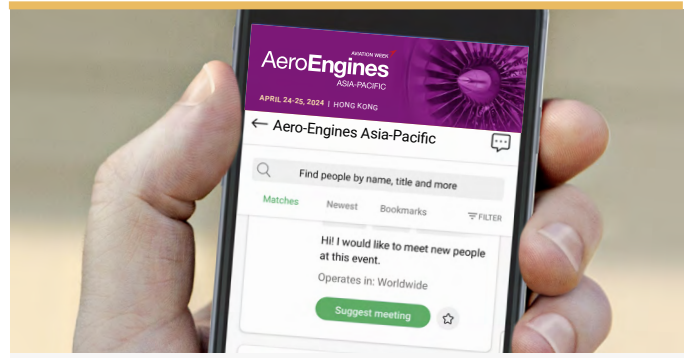 AVIATION WEEK
AeroEngines
ASIA-PACIFIC
APRIL 24-25, 2024 | HONG KONG
← Aero-Engines Asia-Pacific
Find people by name, title and more
Matches Newest Bookmarks FILTER
Hi! I would like to meet new people
at this event.
Operates in: Worldwide
Suggest meeting